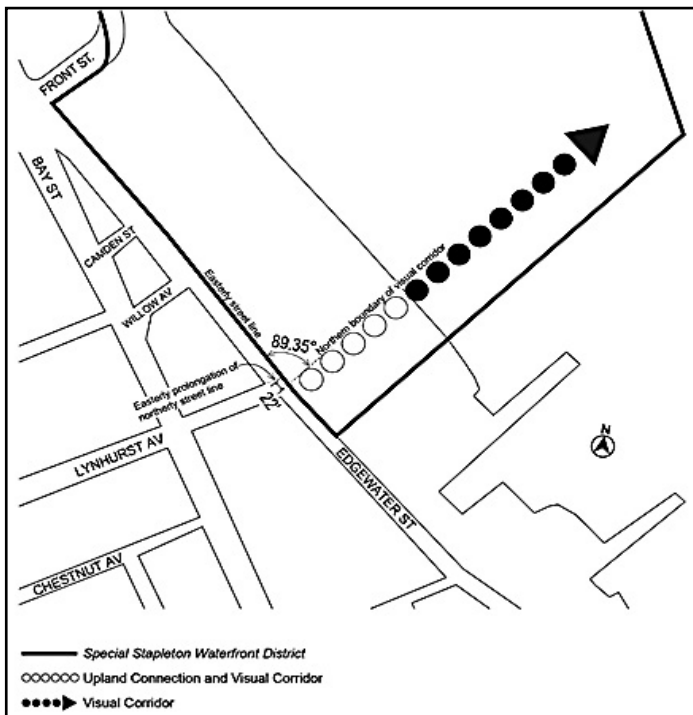 FRONT ST.
BAY ST
CAMDEN ST
WILLOW AV
Easterly street line
Northern boundary of visual corridor
89.35°
Easterly prolongation of
northerly street line
22'
LYNHURST AV
EDGEWATER ST
N
CHESTNUT AV
Special Stapleton Waterfront District
Upland Connection and Visual Corridor
Visual Corridor